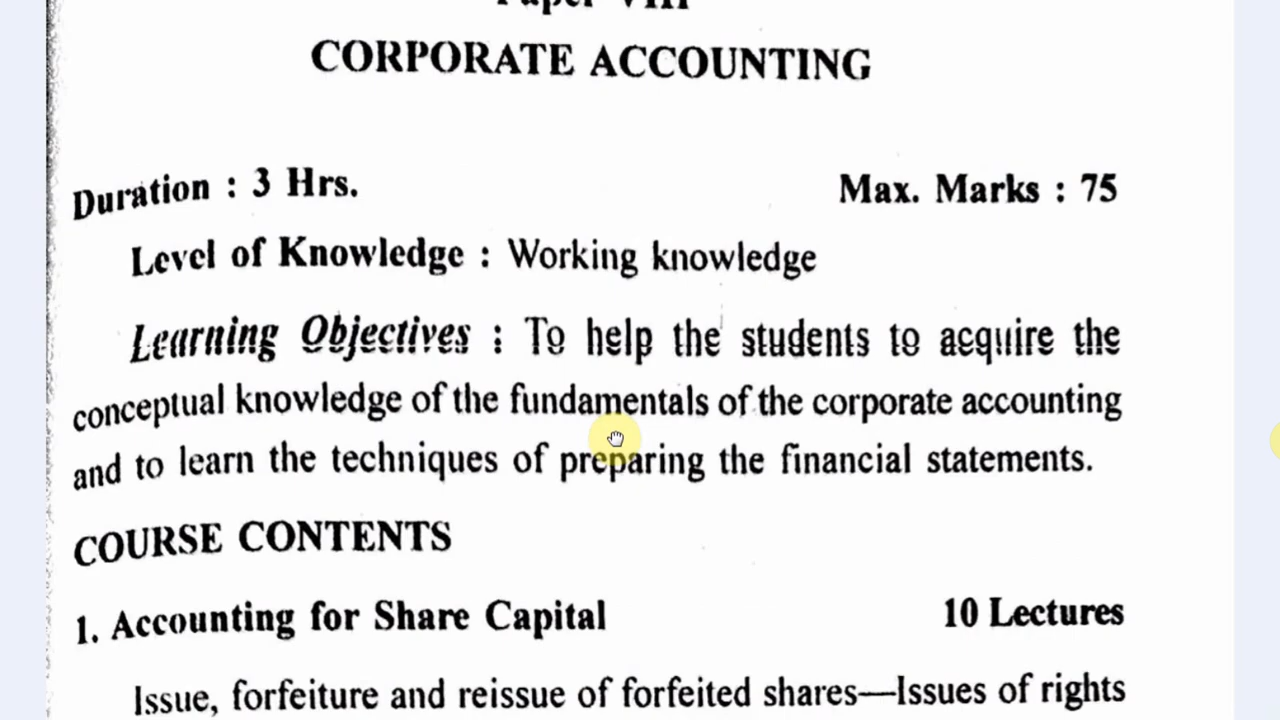 Paper VIII
CORPORATE ACCOUNTING
Duration : 3 Hrs. Max. Marks : 75
Level of Knowledge : Working knowledge
Learning Objectives : To help the students to acquire the
conceptual knowledge of the fundamentals of the corporate accounting
and to learn the techniques of preparing the financial statements.
COURSE CONTENTS
1. Accounting for Share Capital 10 Lectures
Issue, forfeiture and reissue of forfeited shares—Issues of rights